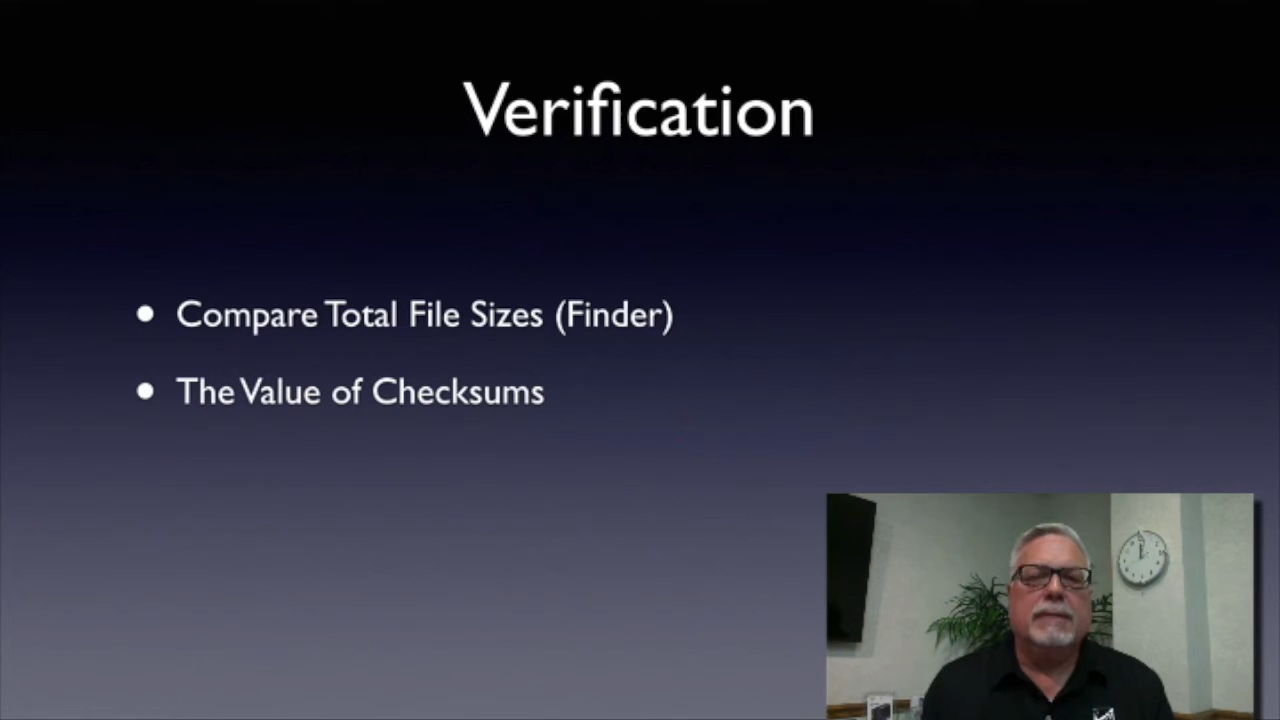 Verification
• Compare Total File Sizes (Finder)
• The Value of Checksums